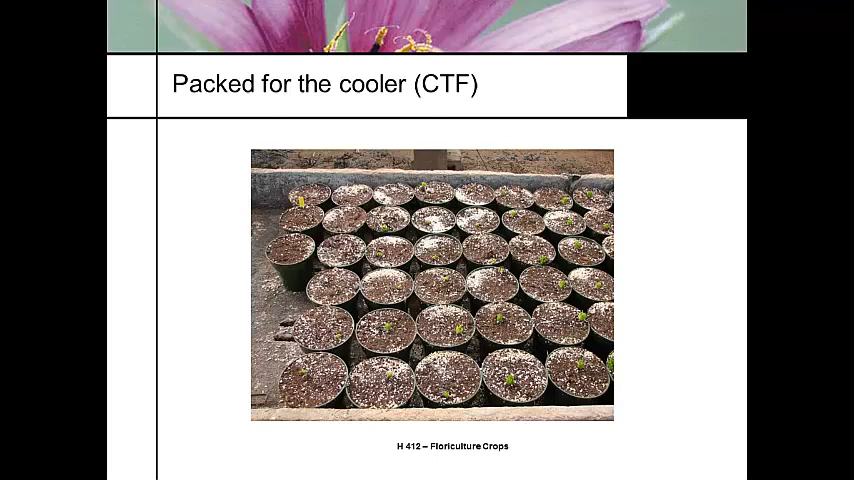 Packed for the cooler (CTF)
H 412 – Floriculture Crops